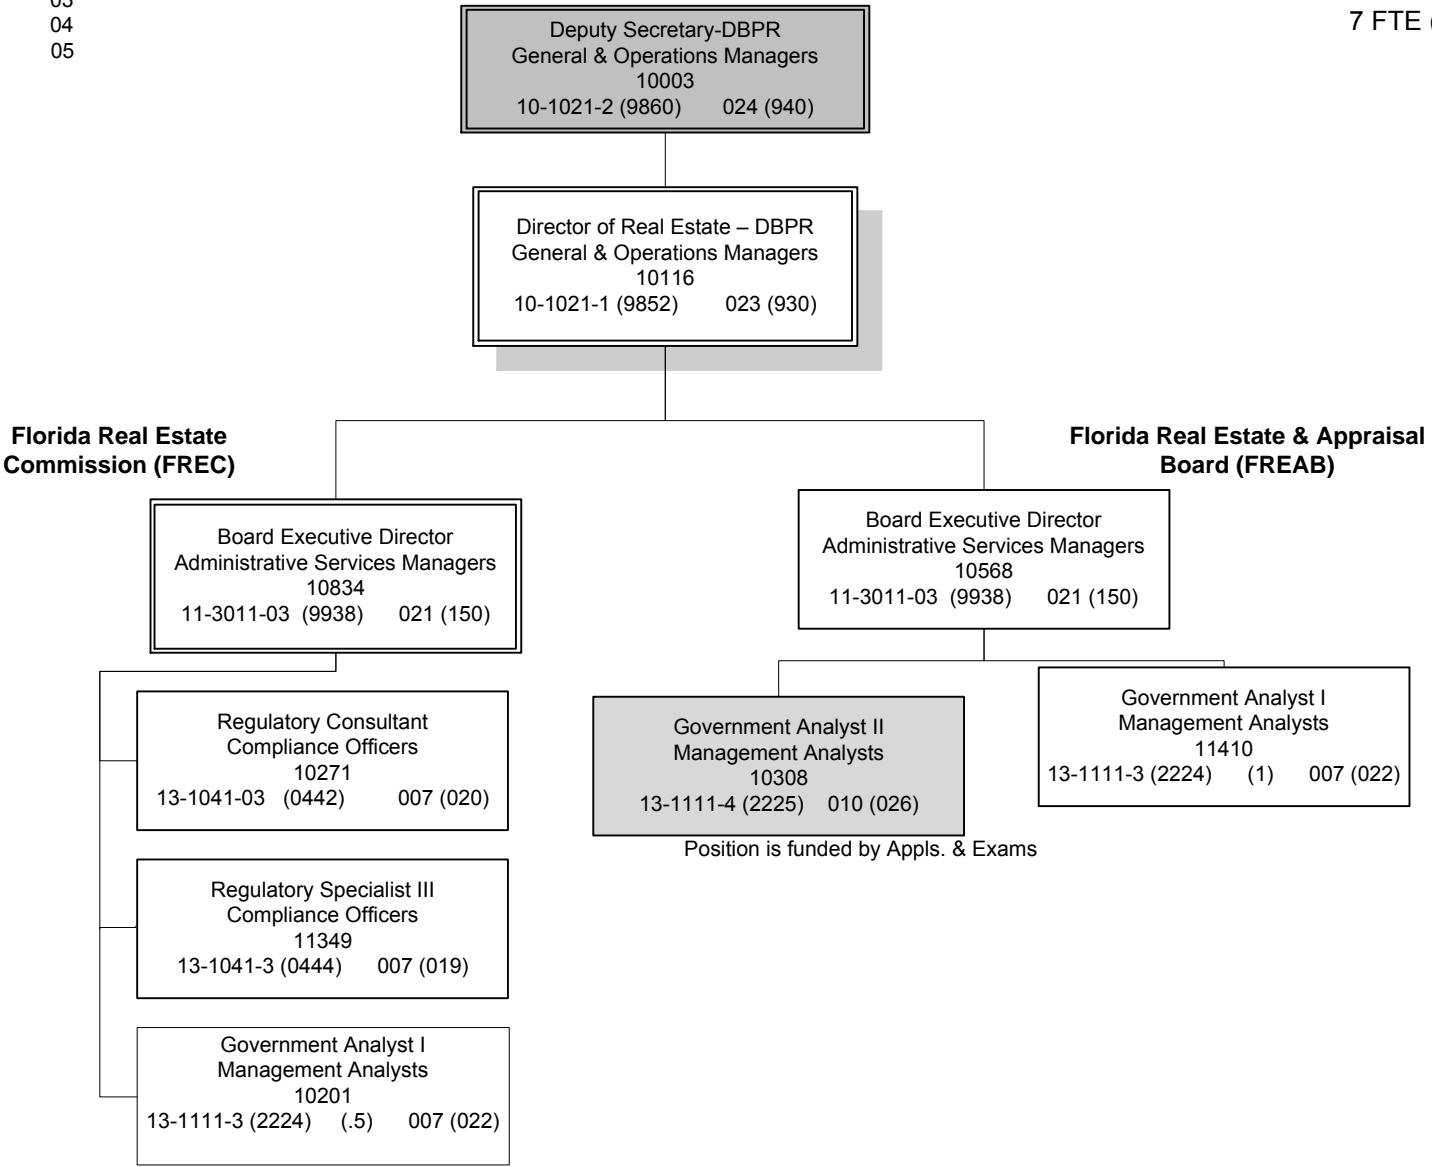 04
05
7 FTE (
Deputy Secretary-DBPR
General & Operations Managers
10003
10-1021-2 (9860) 024 (940)
Director of Real Estate – DBPR
General & Operations Managers
10116
10-1021-1 (9852) 023 (930)
Florida Real Estate
Commission (FREC)
Florida Real Estate & Appraisal
Board (FREAB)
Board Executive Director
Administrative Services Managers
10834
11-3011-03 (9938) 021 (150)
Board Executive Director
Administrative Services Managers
10568
11-3011-03 (9938) 021 (150)
Regulatory Consultant
Compliance Officers
10271
13-1041-03 (0442) 007 (020)
Government Analyst II
Management Analysts
10308
13-1111-4 (2225) 010 (026)
Position is funded by Appls. & Exams
Government Analyst I
Management Analysts
11410
13-1111-3 (2224) (1) 007 (022)
Regulatory Specialist III
Compliance Officers
11349
13-1041-3 (0444) 007 (019)
Government Analyst I
Management Analysts
10201
13-1111-3 (2224) (.5) 007 (022)